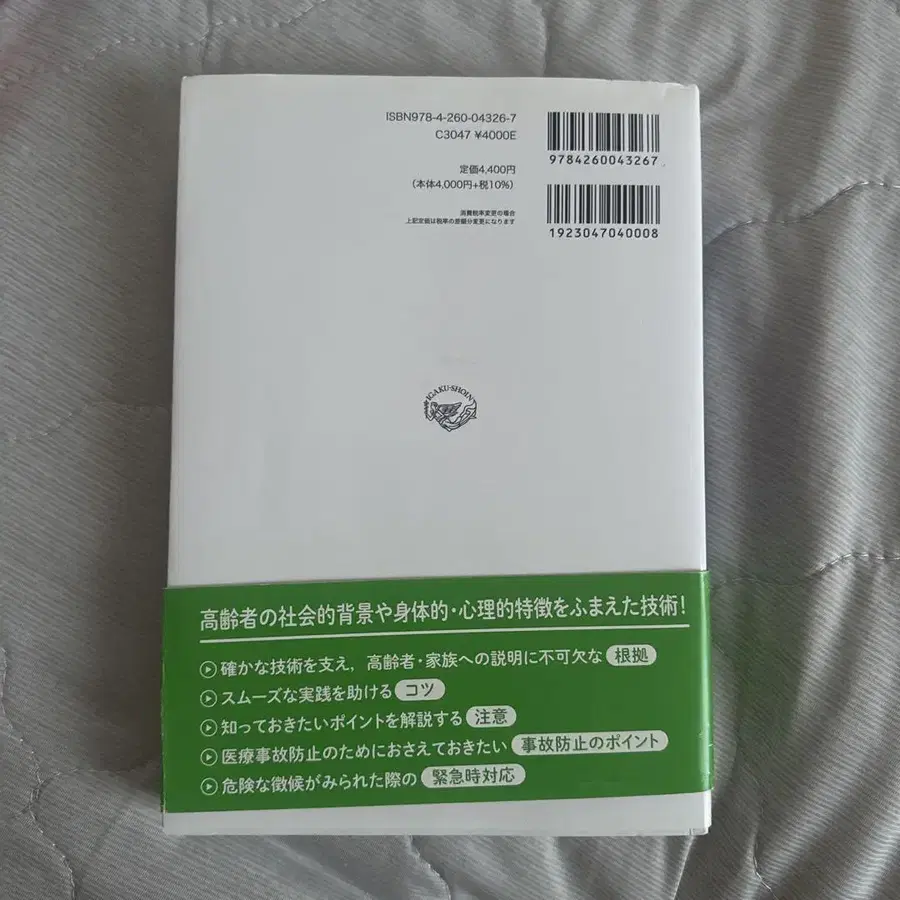 ISBN978-4-260-04326-7
C3047 ¥4000E
定価4,400円
(本体4,000円+税10%)
消費税率変更の場合
上記定価は税率の差額分変更になります
9784260043267
1923047040008
IGAKU-SHOIN
高齢者の社会的背景や身体的・心理的特徴をふまえた技術!
確かな技術を支え,高齢者・家族への説明に不可欠な 根拠
スムーズな実践を助ける コツ
知っておきたいポイントを解説する 注意
医療事故防止のためにおさえておきたい 事故防止のポイント
危険な徴候がみられた際の 緊急時対応